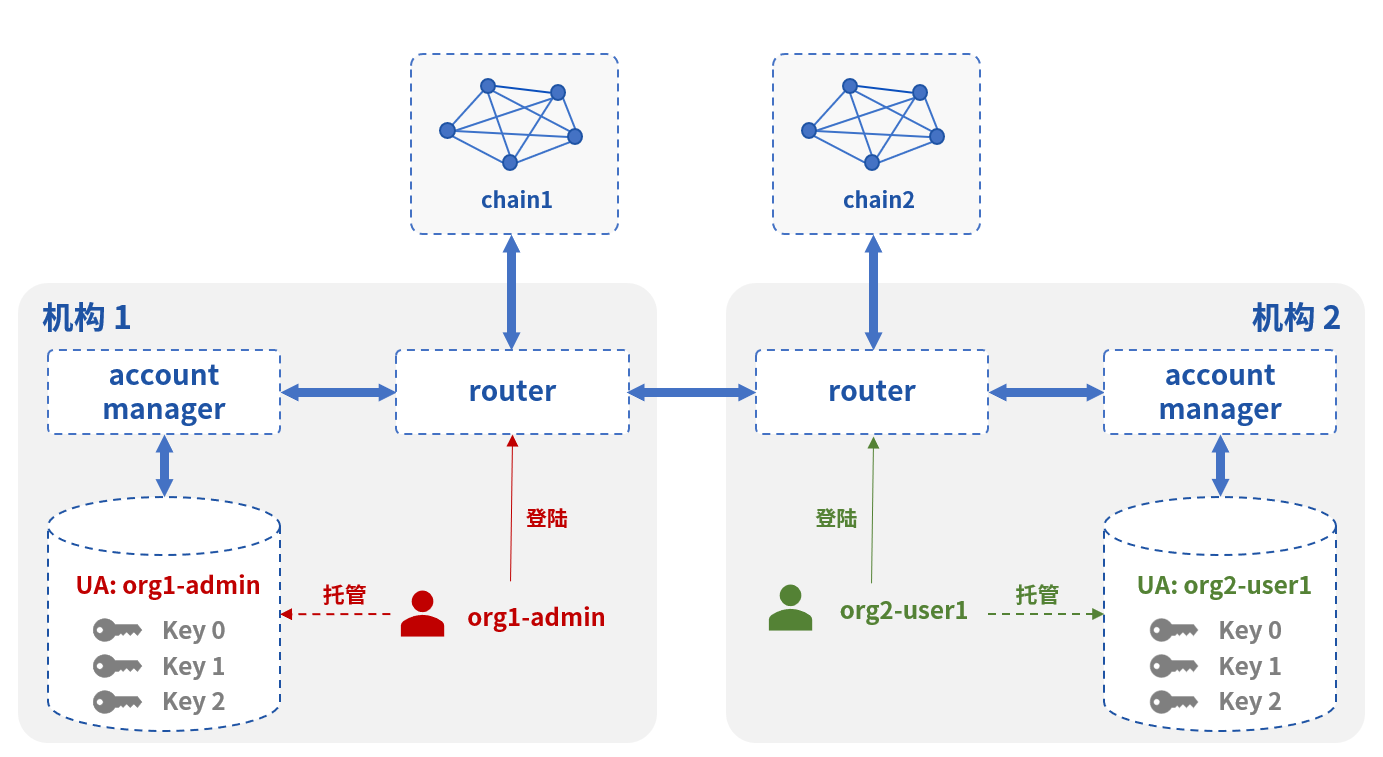 chain1
chain2
机构 1
机构 2
account
manager
router
router
account
manager
登陆
登陆
UA: org1-admin
托管
org1-admin
org2-user1
托管
UA: org2-user1
Key 0
Key 1
Key 2
Key 0
Key 1
Key 2